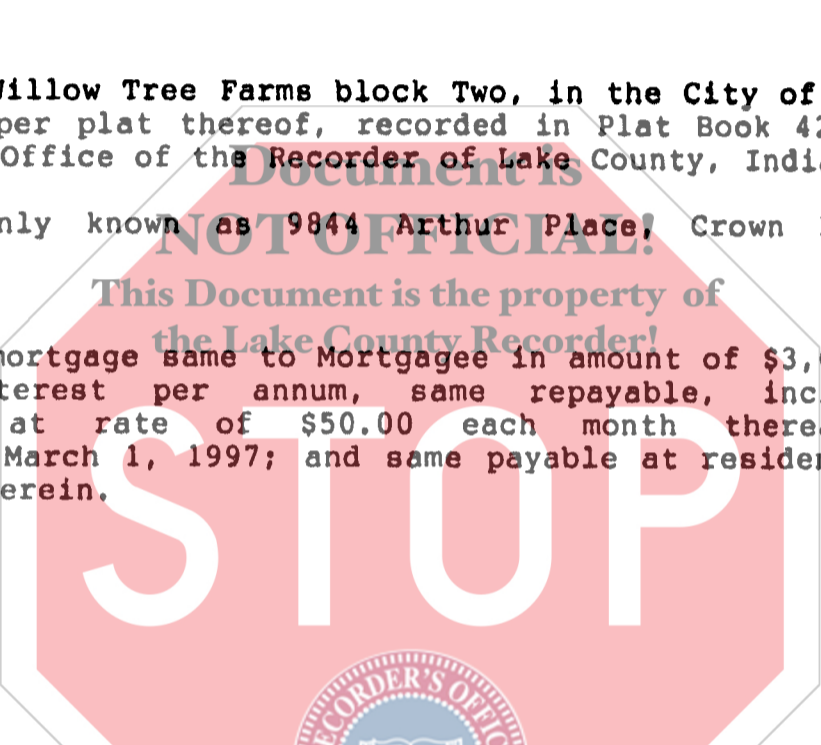 Willow Tree Farms block Two, in the City of
per plat thereof, recorded in Plat Book 42
Office of the Recorder of Lake County, Indi
Document is
nly known as 9844 Arthur Place, Crown
NOT OFFICIAL!
This Document is the property of
the Lake County Recorder!
mortgage same to Mortgagee in amount of $3,
terest per annum, same repayable, inc
at rate of $50.00 each month there
March 1, 1997; and same payable at residen
erein.
STOP
ECORDER'S OFFIC